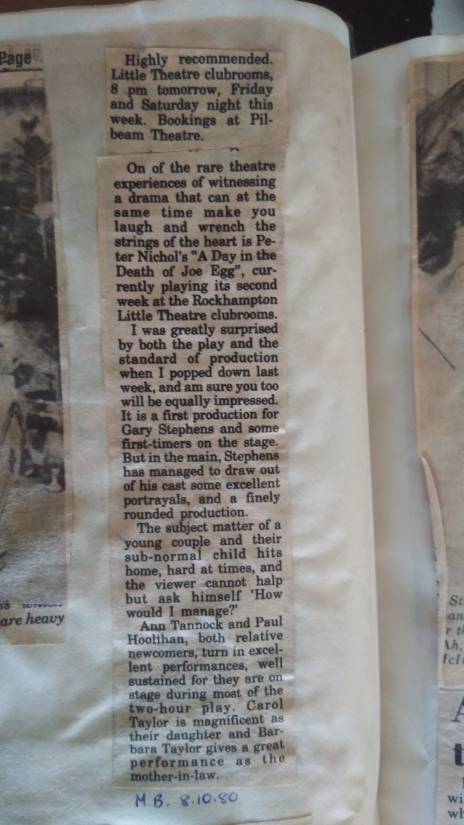 Page
Highly recommended.
Little Theatre clubrooms,
8 pm tomorrow, Friday
and Saturday night this
week. Bookings at Pil-
beam Theatre.
On of the rare theatre
experiences of witnessing
a drama that can at the
same time make you
laugh and wrench the
strings of the heart is Pe-
ter Nichol's "A Day in the
Death of Joe Egg", cur-
rently playing its second
week at the Rockhampton
Little Theatre clubrooms.
I was greatly surprised
by both the play and the
standard of production
when I popped down last
week, and am sure you too
will be equally impressed.
It is a first production for
Gary Stephens and some
first-timers on the stage.
But in the main, Stephens
has managed to draw out
of his cast some excellent
portrayals, and a finely
rounded production.
The subject matter of a
young couple and their
sub-normal child hits
home, hard at times, and
the viewer cannot halp
but ask himself 'How
would I manage?'
Ann Tannock and Paul
Hoolihan, both relative
newcomers, turn in excel-
lent performances, well
sustained for they are on
stage during most of the
two-hour play. Carol
Taylor is magnificent as
their daughter and Bar-
bara Taylor gives a great
performance as the
mother-in-law.
M.B. 8.10.80
are heavy